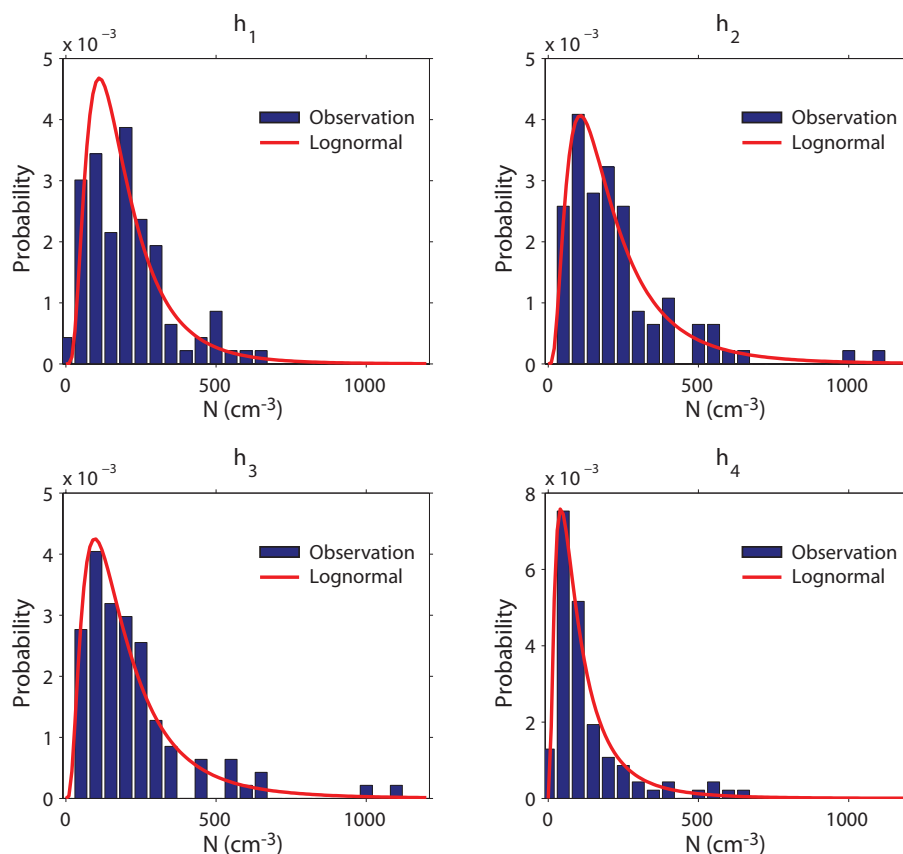 h₁
x 10⁻³
5
4
3
2
1
0
Probability
Observation
Lognormal
0 500 1000
N (cm⁻³)
h₂
x 10⁻³
5
4
3
2
1
0
Probability
Observation
Lognormal
0 500 1000
N (cm⁻³)
h₃
x 10⁻³
5
4
3
2
1
0
Probability
Observation
Lognormal
0 500 1000
N (cm⁻³)
h₄
x 10⁻³
8
6
4
2
0
Probability
Observation
Lognormal
0 500 1000
N (cm⁻³)